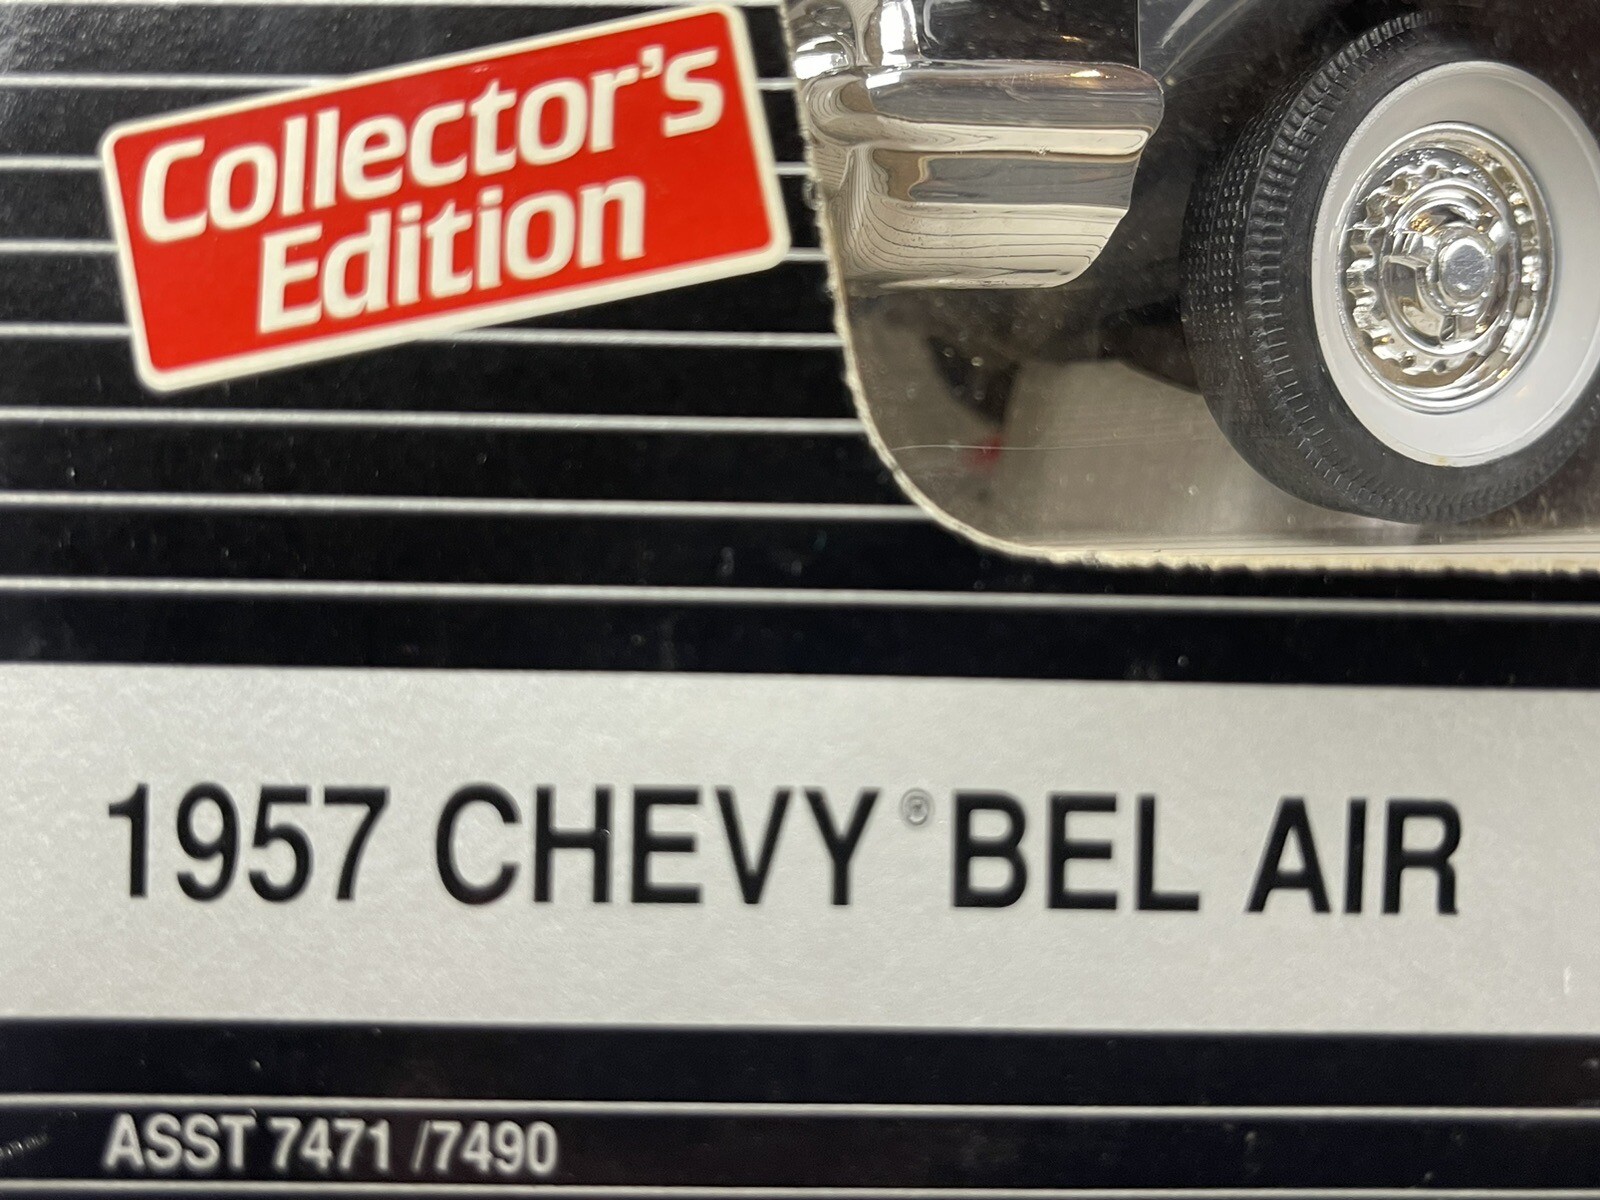 Collector's
Edition
1957 CHEVY® BEL AIR
ASST 7471 /7490